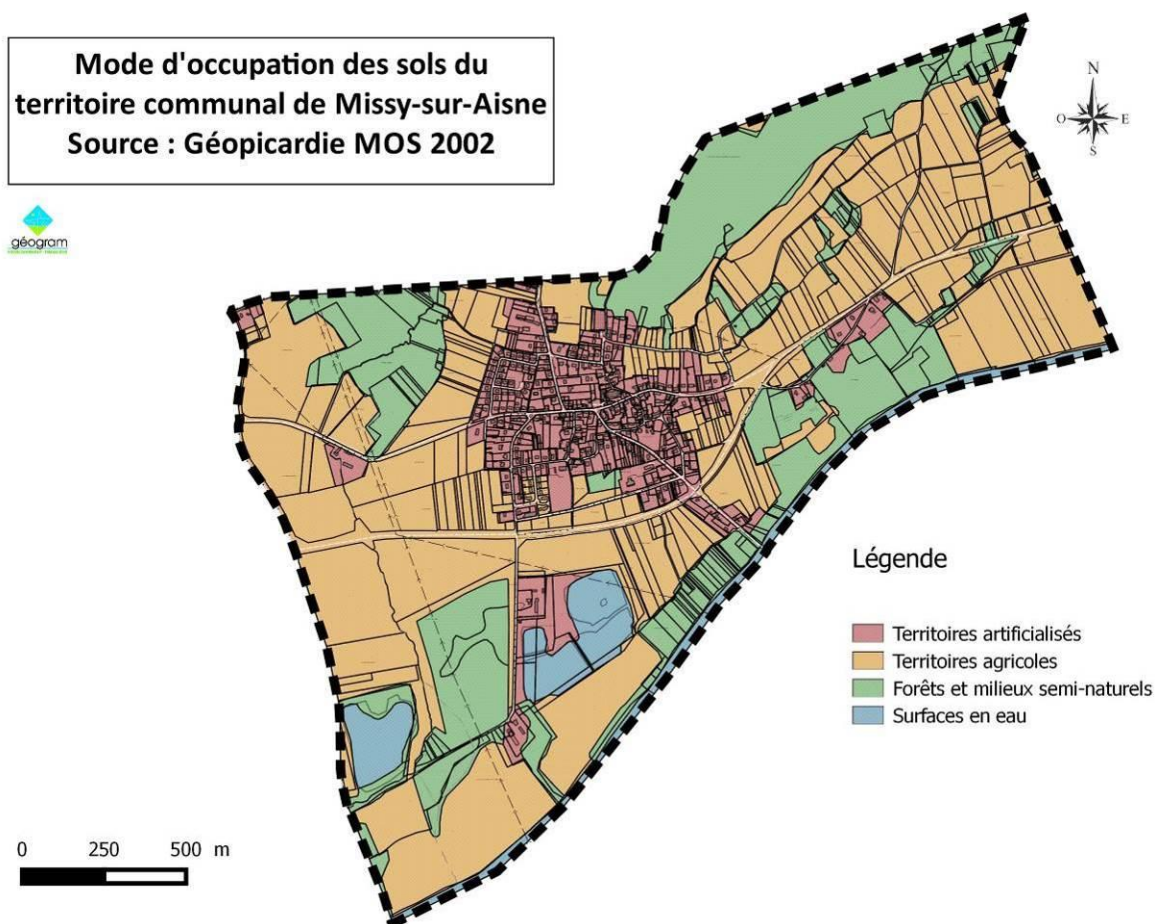 Mode d'occupation des sols du
territoire communal de Missy-sur-Aisne
Source : Géopicardie MOS 2002
N
O
E
S
géogram
Légende
Territoires artificialisés
Territoires agricoles
Forêts et milieux semi-naturels
Surfaces en eau
0 250 500 m